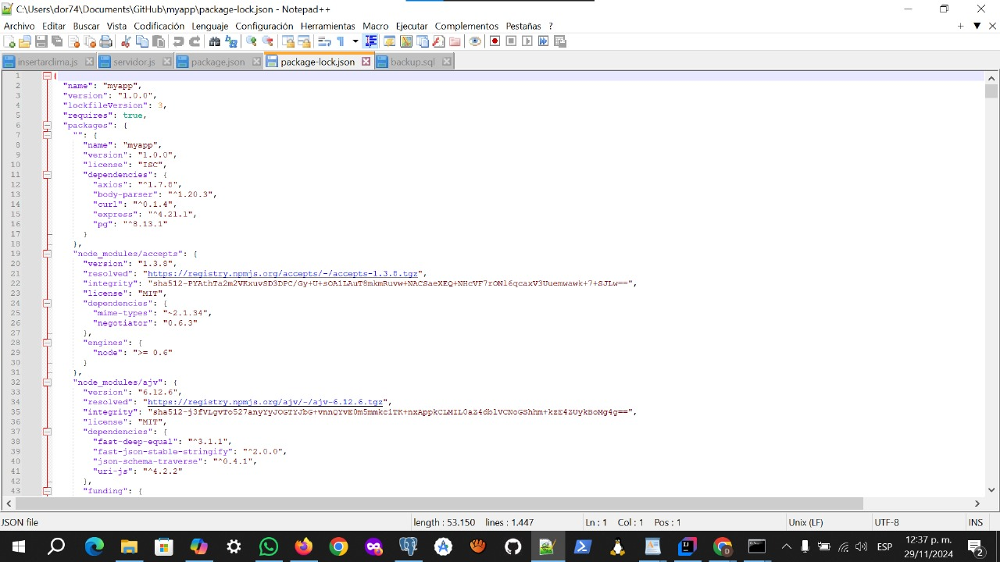 C:\Users\dor74\Documents\GitHub\myapp\package-lock.json - Notepad++
Archivo Editar Buscar Vista Codificación Lenguaje Configuración Herramientas Macro Ejecutar Complementos Pestañas ?
insertarclima.js servidor.js package.json package-lock.json backup.sql
1 {
2 "name": "myapp",
3 "version": "1.0.0",
4 "lockfileVersion": 3,
5 "requires": true,
6 "packages": {
7 "": {
8 "name": "myapp",
9 "version": "1.0.0",
10 "license": "ISC",
11 "dependencies": {
12 "axios": "^1.7.8",
13 "body-parser": "^1.20.3",
14 "curl": "^0.1.4",
15 "express": "^4.21.1",
16 "pg": "^8.13.1"
17 }
18 },
19 "node_modules/accepts": {
20 "version": "1.3.8",
21 "resolved": "https://registry.npmjs.org/accepts/-/accepts-1.3.8.tgz",
22 "integrity": "sha512-PYAthTa2m2VKxuvSD3DPC/Gy+U+sOA1LAuT8mkmRuvw+NACSaeXEQ+NHcVF7rONl6qcaxV3Uuemwawk+7+SJLw==",
23 "license": "MIT",
24 "dependencies": {
25 "mime-types": "~2.1.34",
26 "negotiator": "0.6.3"
27 },
28 "engines": {
29 "node": ">= 0.6"
30 }
31 },
32 "node_modules/ajv": {
33 "version": "6.12.6",
34 "resolved": "https://registry.npmjs.org/ajv/-/ajv-6.12.6.tgz",
35 "integrity": "sha512-j3fVLgvTo527anyYyJOGTYJbG+vnnQYvE0m5mmkc1TK+nxAppkCLMIL0aZ4dblVCNoGShhm+kzE4ZUykBoMg4g==",
36 "license": "MIT",
37 "dependencies": {
38 "fast-deep-equal": "^3.1.1",
39 "fast-json-stable-stringify": "^2.0.0",
40 "json-schema-traverse": "^0.4.1",
41 "uri-js": "^4.2.2"
42 },
43 "funding": {
JSON file length : 53.150 lines : 1.447 Ln : 1 Col : 1 Pos : 1 Unix (LF) UTF-8 INS
ESP 12:37 p. m.
29/11/2024 2